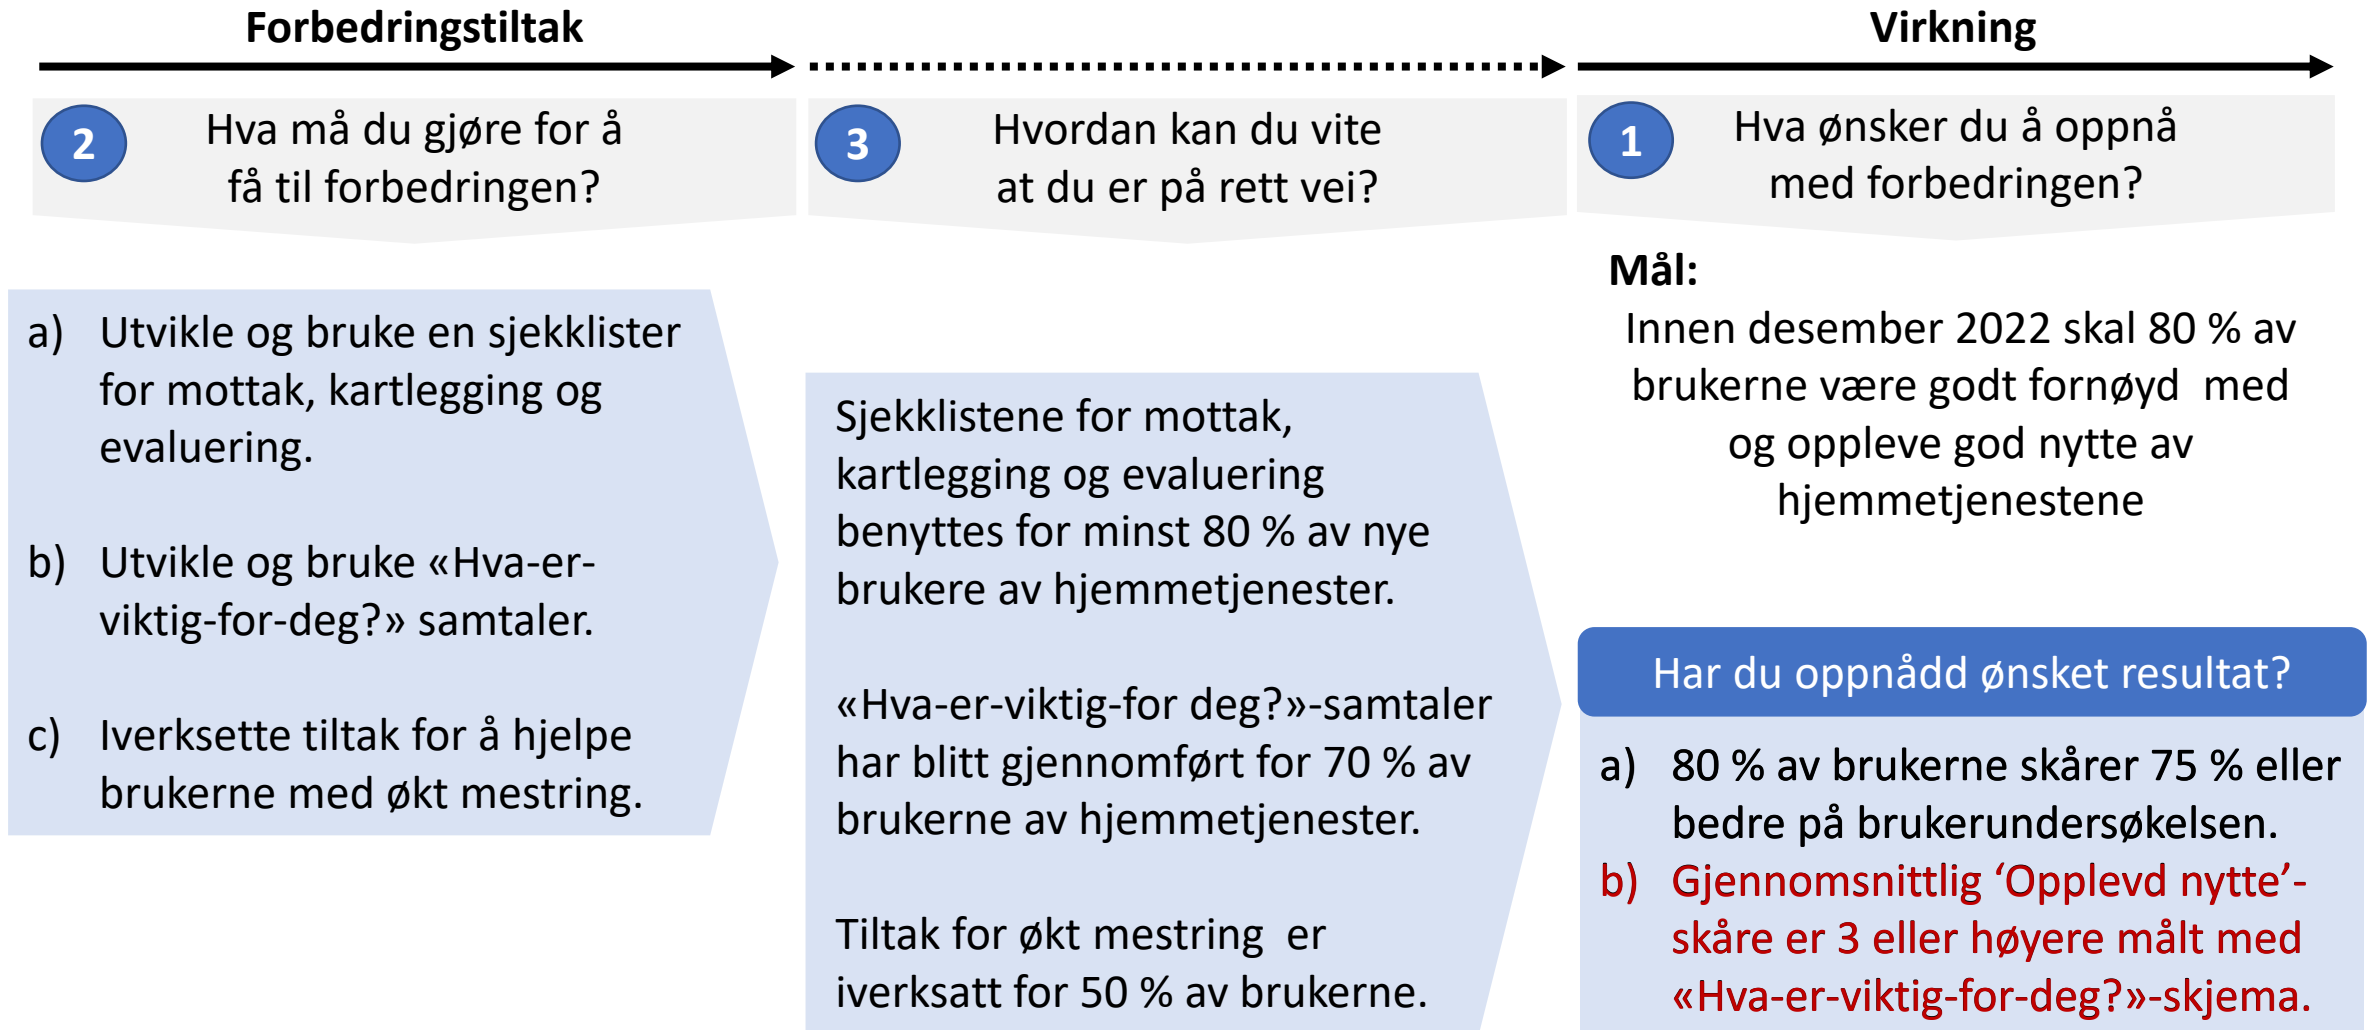 Forbedringstiltak
Virkning
2
Hva må du gjøre for å
få til forbedringen?
3
Hvordan kan du vite
at du er på rett vei?
1
Hva ønsker du å oppnå
med forbedringen?
a) Utvikle og bruke en sjekklister
for mottak, kartlegging og
evaluering.
b) Utvikle og bruke «Hva-er-
viktig-for-deg?» samtaler.
c) Iverksette tiltak for å hjelpe
brukerne med økt mestring.
Sjekklistene for mottak,
kartlegging og evaluering
benyttes for minst 80 % av nye
brukere av hjemmetjenester.
«Hva-er-viktig-for deg?»-samtaler
har blitt gjennomført for 70 % av
brukerne av hjemmetjenester.
Tiltak for økt mestring  er
iverksatt for 50 % av brukerne.
Mål:
Innen desember 2022 skal 80 % av
brukerne være godt fornøyd  med
og oppleve god nytte av
hjemmetjenestene
Har du oppnådd ønsket resultat?
a) 80 % av brukerne skårer 75 % eller
bedre på brukerundersøkelsen.
b) Gjennomsnittlig ‘Opplevd nytte’-
skåre er 3 eller høyere målt med
«Hva-er-viktig-for-deg?»-skjema.